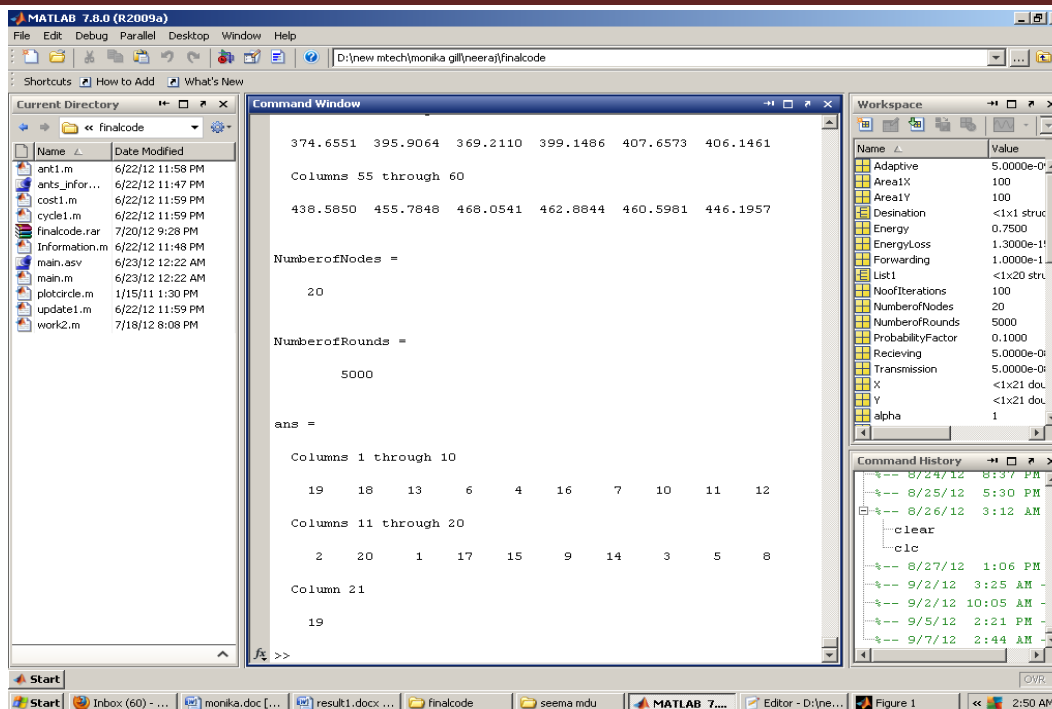 MATLAB 7.8.0 (R2009a)
File Edit Debug Parallel Desktop Window Help
D:\new mtech\monika gill\neeraj\finalcode
Shortcuts How to Add What's New
Current Directory
« finalcode
Name Date Modified
ant1.m 6/22/12 11:58 PM
ants_infor... 6/22/12 11:47 PM
cost1.m 6/22/12 11:59 PM
cycle1.m 6/22/12 11:59 PM
finalcode.rar 7/20/12 9:28 PM
Information.m 6/22/12 11:48 PM
main.asv 6/23/12 12:22 AM
main.m 6/23/12 12:22 AM
plotcircle.m 1/15/11 1:30 PM
update1.m 6/22/12 11:59 PM
work2.m 7/18/12 8:08 PM
Command Window
374.6551 395.9064 369.2110 399.1486 407.6573 406.1461
Columns 55 through 60
438.5850 455.7848 468.0541 462.8844 460.5981 446.1957
NumberofNodes =
20
NumberofRounds =
5000
ans =
Columns 1 through 10
19 18 13 6 4 16 7 10 11 12
Columns 11 through 20
2 20 1 17 15 9 14 3 5 8
Column 21
19
fx >>
Workspace
Name Value
Adaptive 5.0000e-0
Area1X 100
Area1Y 100
Desination <1x1 struc
Energy 0.7500
EnergyLoss 1.3000e-1
Forwarding 1.0000e-1
List1 <1x20 stru
NoofIterations 100
NumberofNodes 20
NumberofRounds 5000
ProbabilityFactor 0.1000
Recieving 5.0000e-0
Transmission 5.0000e-0
X <1x21 dou
Y <1x21 dou
alpha 1
Command History
%-- 8/24/12 8:37 PM
%-- 8/25/12 5:30 PM
%-- 8/26/12 3:12 AM
clear
clc
%-- 8/27/12 1:06 PM
%-- 9/2/12 3:25 AM -
%-- 9/2/12 10:05 AM -
%-- 9/5/12 2:21 PM -
%-- 9/7/12 2:44 AM -
Start OVR
Start Inbox (60) - ... monika.doc [... result1.docx ... finalcode seema mdu MATLAB 7.... Editor - D:\ne... Figure 1 « 2:50 AM